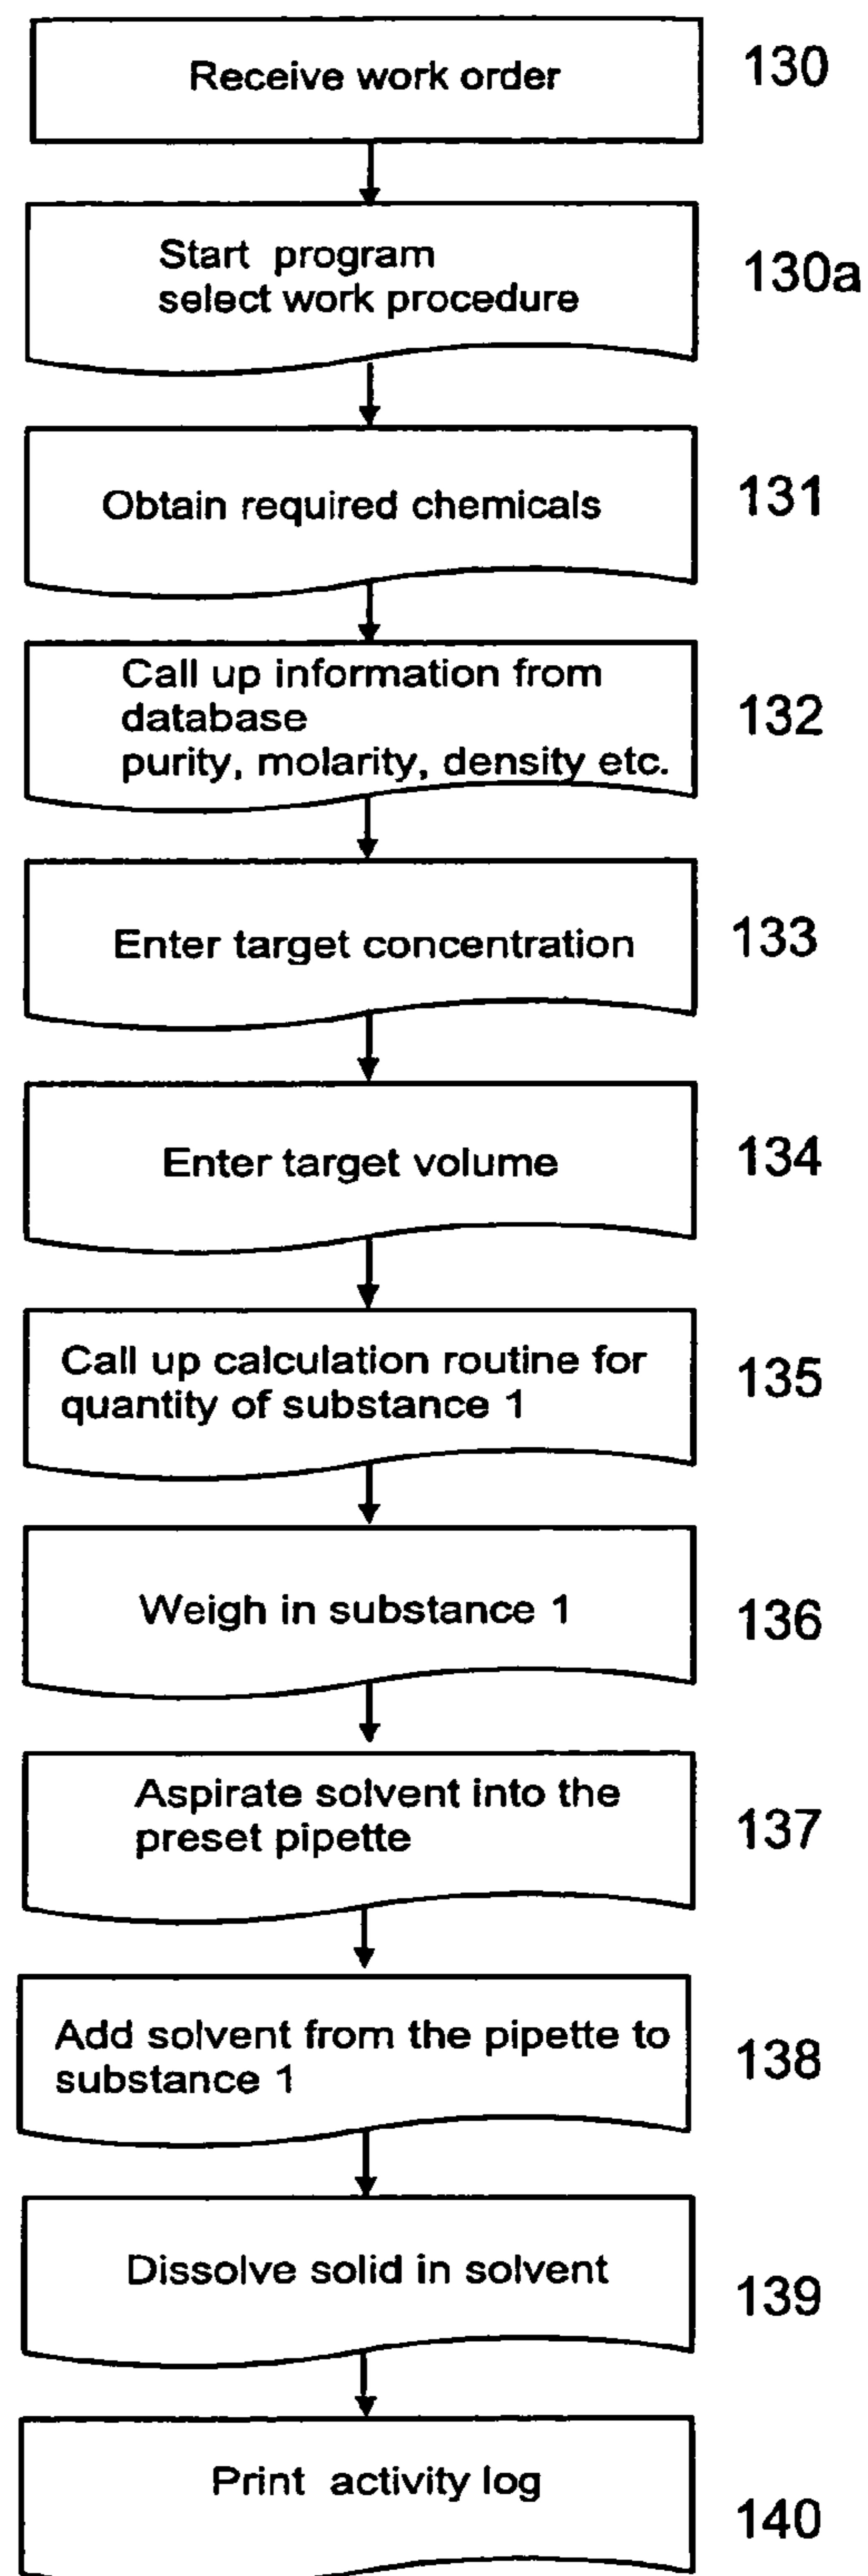 Receive work order
130
Start program
select work procedure
130a
Obtain required chemicals
131
Call up information from
database
purity, molarity, density etc.
132
Enter target concentration
133
Enter target volume
134
Call up calculation routine for
quantity of substance 1
135
Weigh in substance 1
136
Aspirate solvent into the
preset pipette
137
Add solvent from the pipette to
substance 1
138
Dissolve solid in solvent
139
Print activity log
140